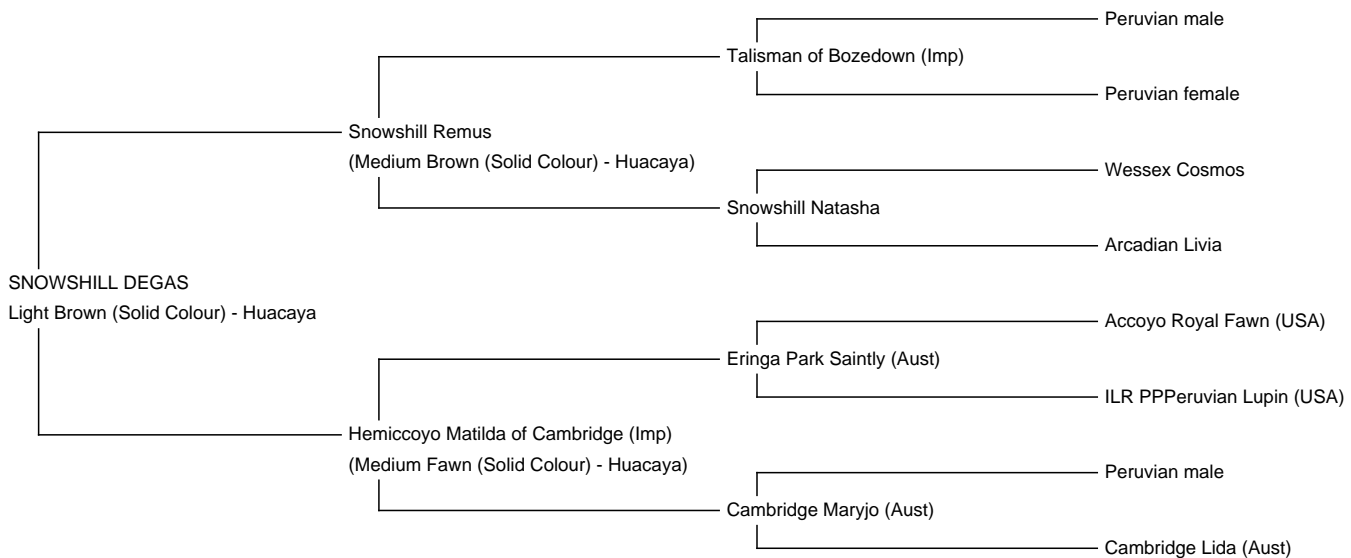 Peruvian male
Talisman of Bozedown (Imp)
Peruvian female
Snowshill Remus
(Medium Brown (Solid Colour) - Huacaya)
Wessex Cosmos
Snowshill Natasha
Arcadian Livia
SNOWSHILL DEGAS
Light Brown (Solid Colour) - Huacaya
Accoyo Royal Fawn (USA)
Eringa Park Saintly (Aust)
ILR PPPeruvian Lupin (USA)
Hemiccoyo Matilda of Cambridge (Imp)
(Medium Fawn (Solid Colour) - Huacaya)
Peruvian male
Cambridge Maryjo (Aust)
Cambridge Lida (Aust)